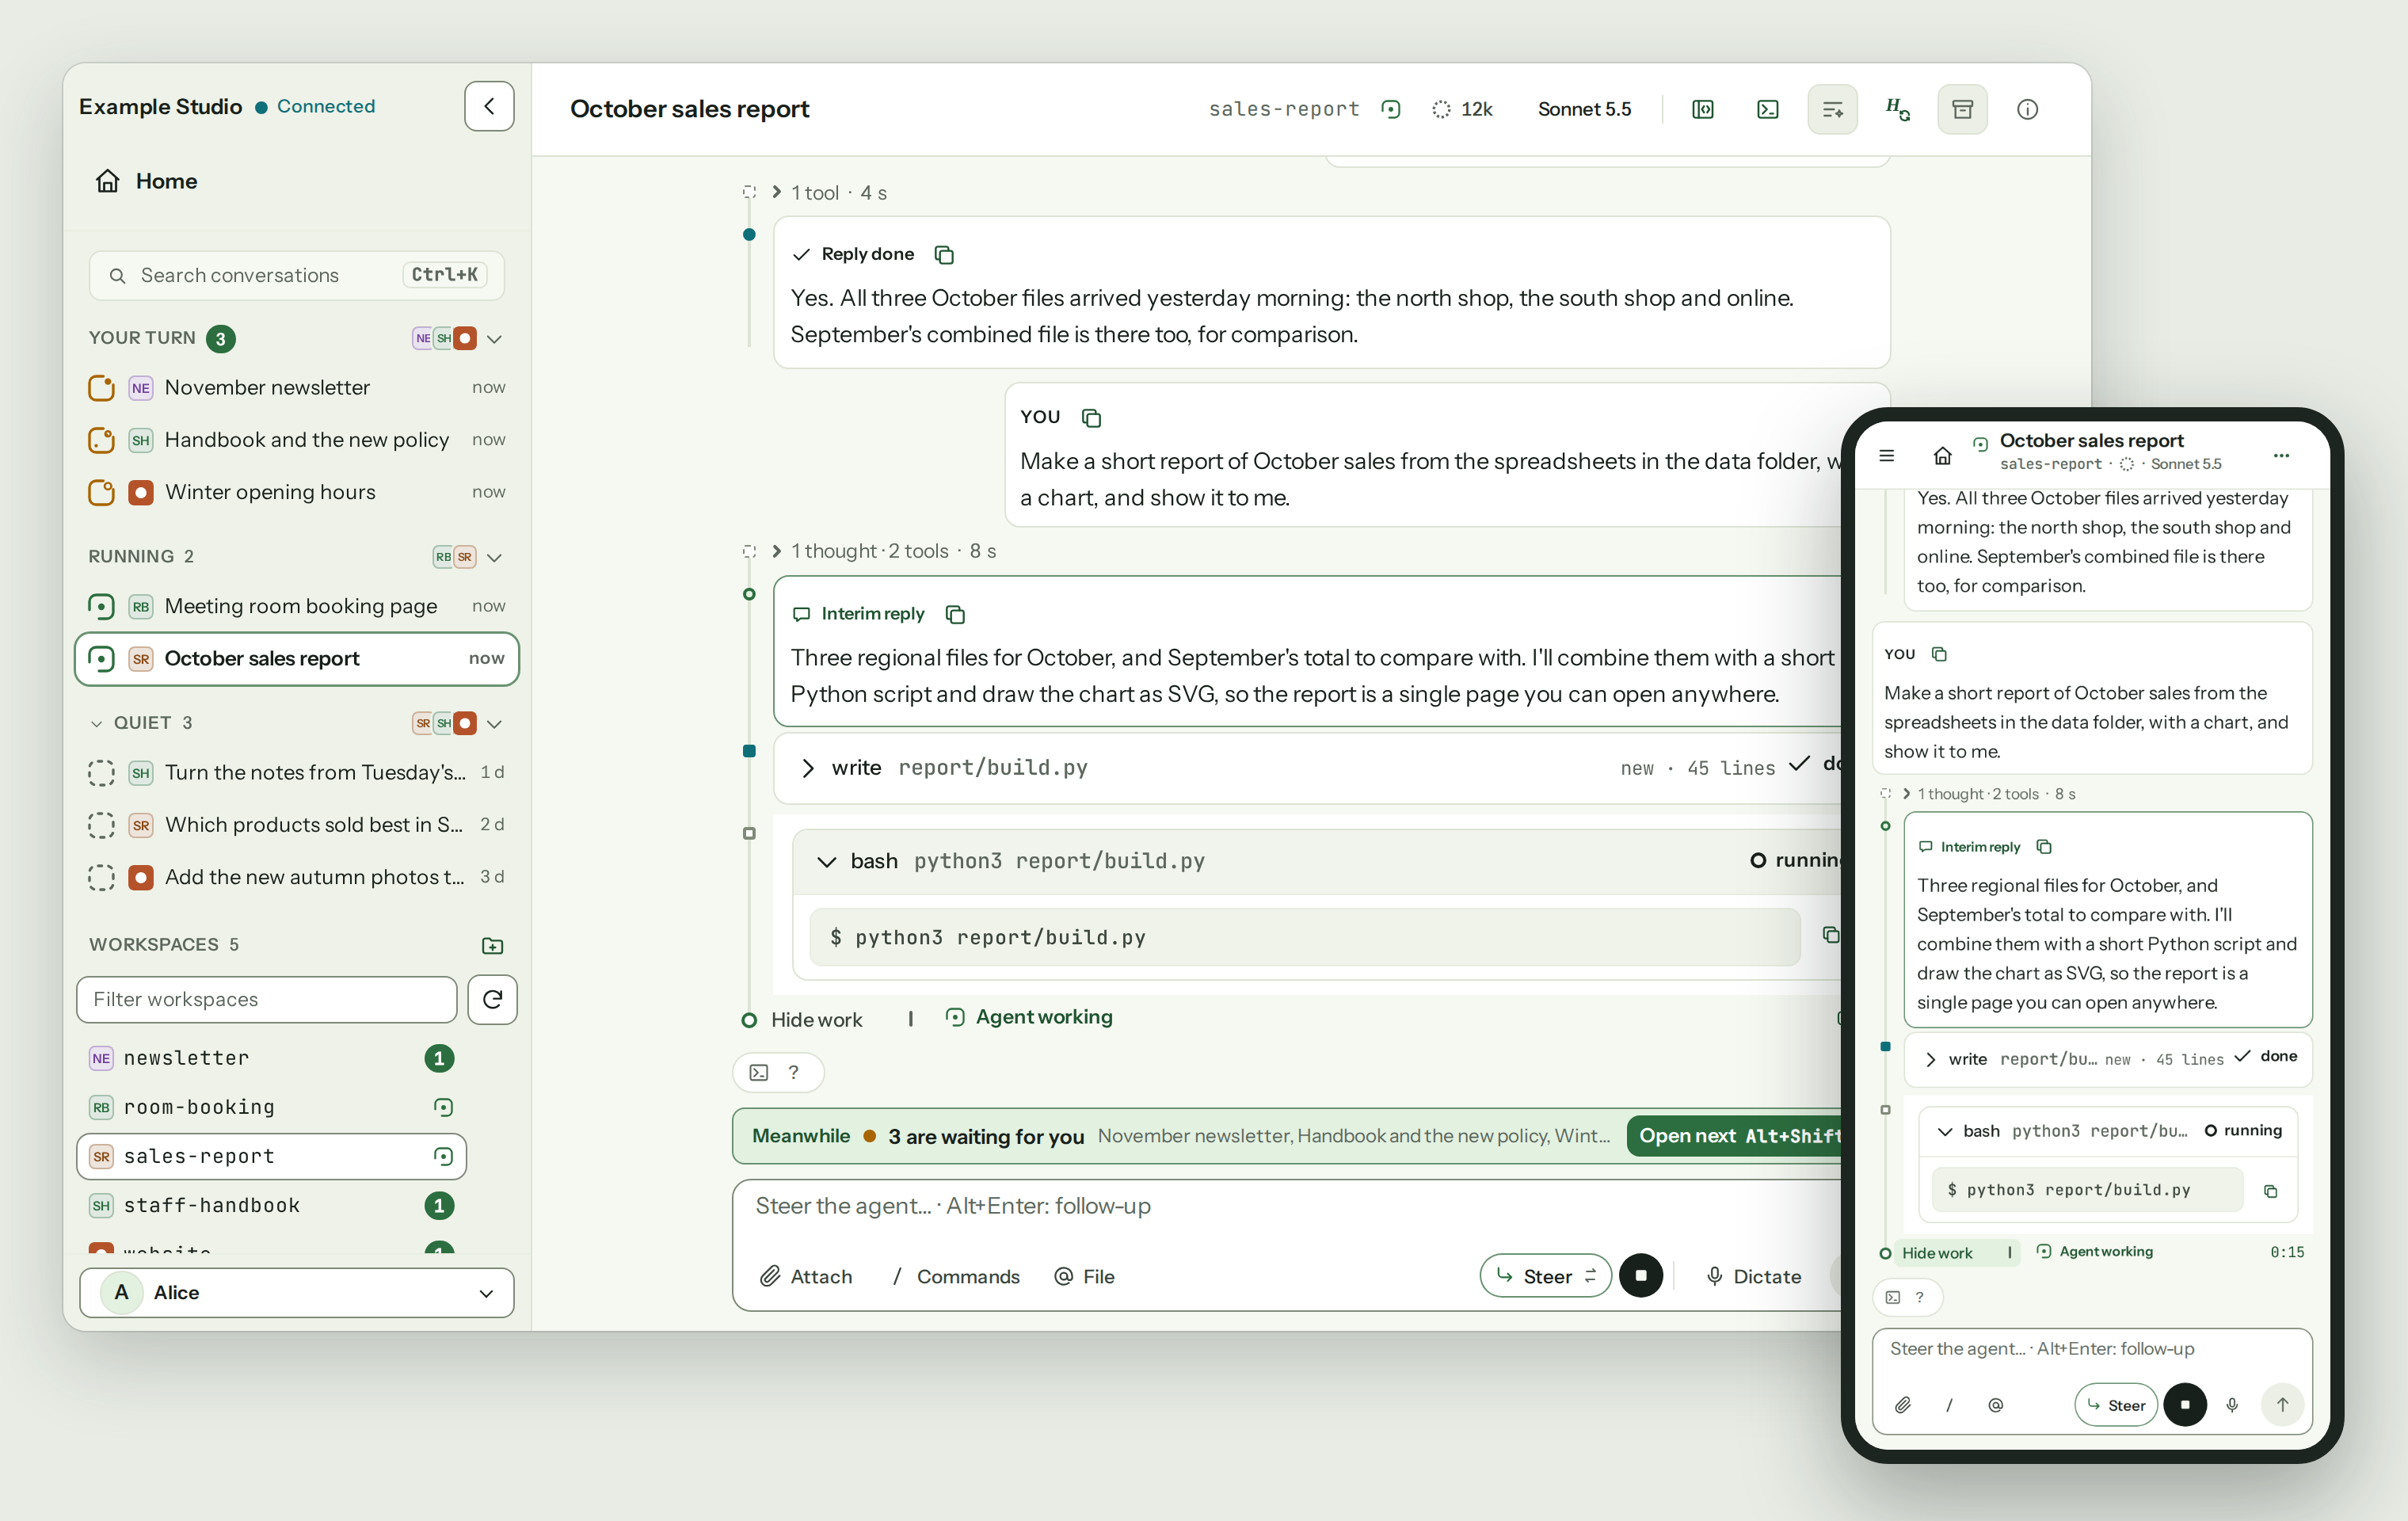 Example Studio
Connected
Home
Search conversations Ctrl+K
YOUR TURN 3
NE SH
NE November newsletter now
SH Handbook and the new policy now
Winter opening hours now
RUNNING 2
RB SR
RB Meeting room booking page now
SR October sales report now
QUIET 3
SR SH
SH Turn the notes from Tuesday's... 1 d
SR Which products sold best in S... 2 d
Add the new autumn photos t... 3 d
WORKSPACES 5
Filter workspaces
NE newsletter 1
RB room-booking
SR sales-report
SH staff-handbook 1
website 1
A Alice
October sales report
sales-report 12k Sonnet 5.5
1 tool · 4 s
Reply done
Yes. All three October files arrived yesterday morning: the north shop, the south shop and online.
September's combined file is there too, for comparison.
YOU
Make a short report of October sales from the spreadsheets in the data folder, w
a chart, and show it to me.
1 thought · 2 tools · 8 s
Interim reply
Three regional files for October, and September's total to compare with. I'll combine them with a short
Python script and draw the chart as SVG, so the report is a single page you can open anywhere.
write report/build.py new · 45 lines do
bash python3 report/build.py running
$ python3 report/build.py
Hide work Agent working
?
Meanwhile 3 are waiting for you November newsletter, Handbook and the new policy, Wint... Open next Alt+Shift
Steer the agent... · Alt+Enter: follow-up
Attach / Commands @ File Steer Dictate
October sales report
sales-report · Sonnet 5.5
Yes. All three October files arrived yesterday
morning: the north shop, the south shop and
online. September's combined file is there
too, for comparison.
YOU
Make a short report of October sales from the
spreadsheets in the data folder, with a chart, and
show it to me.
1 thought · 2 tools · 8 s
Interim reply
Three regional files for October, and
September's total to compare with. I'll
combine them with a short Python script and
draw the chart as SVG, so the report is a
single page you can open anywhere.
write report/bu... new · 45 lines done
bash python3 report/bu... running
$ python3 report/build.py
Hide work Agent working 0:15
?
Steer the agent... · Alt+Enter: follow-up
/ @ Steer